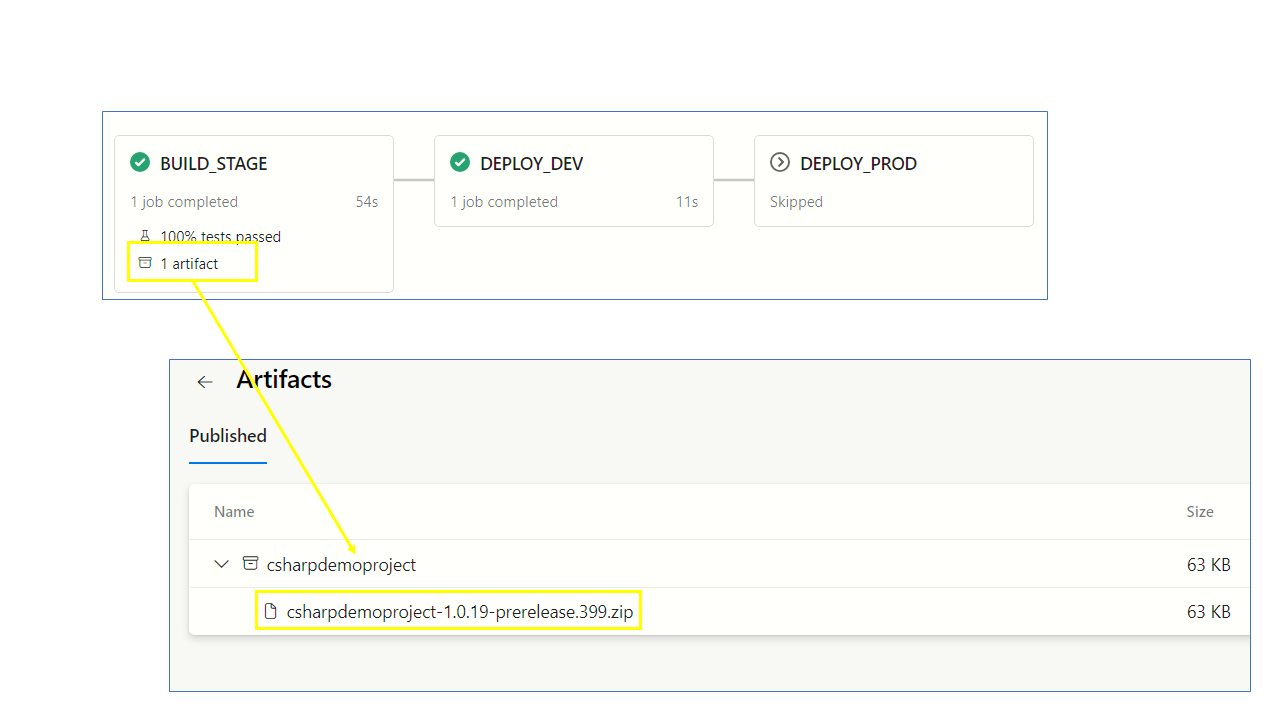 BUILD_STAGE
1 job completed 54s
100% tests passed
1 artifact
DEPLOY_DEV
1 job completed 11s
DEPLOY_PROD
Skipped
Artifacts
Published
Name Size
csharpdemoproject 63 KB
csharpdemoproject-1.0.19-prerelease.399.zip 63 KB